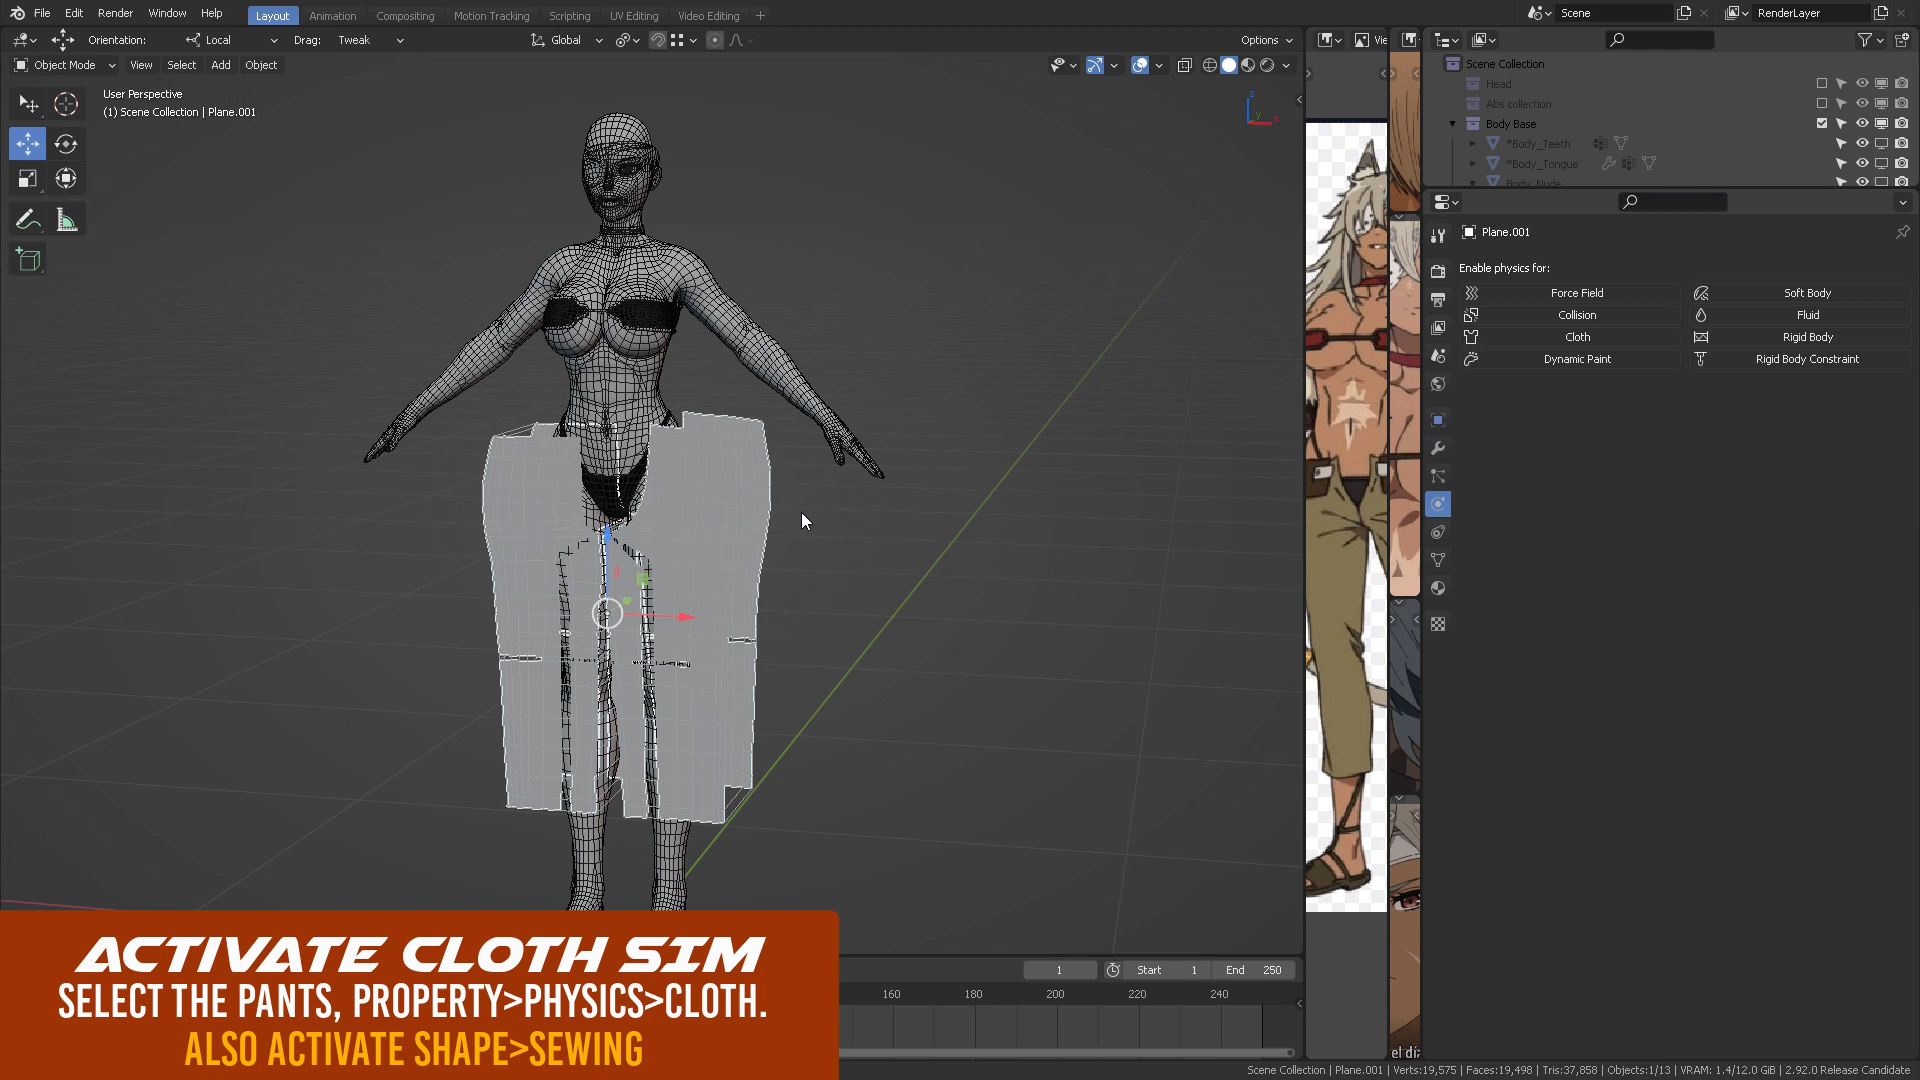 File Edit Render Window Help Layout Animation Compositing Motion Tracking Scripting UV Editing Video Editing Scene RenderLayer
Orientation: Local Drag: Tweak Global Options
Object Mode View Select Add Object
User Perspective
(1) Scene Collection | Plane.001
Z
Y
X
Vie
Scene Collection
Head
Abs collection
Body Base
*Body_Teeth
*Body_Tongue
Body_Nude
Plane.001
Enable physics for:
Force Field Soft Body
Collision Fluid
Cloth Rigid Body
Dynamic Paint Rigid Body Constraint
ACTIVATE CLOTH SIM
SELECT THE PANTS, PROPERTY>PHYSICS>CLOTH.
ALSO ACTIVATE SHAPE>SEWING
1 Start 1 End 250
160 180 200 220 240
el día
Scene Collection | Plane.001 | Verts:19,575 | Faces:19,498 | Tris:37,858 | Objects:1/13 | VRAM: 1.4/12.0 GiB | 2.92.0 Release Candidate